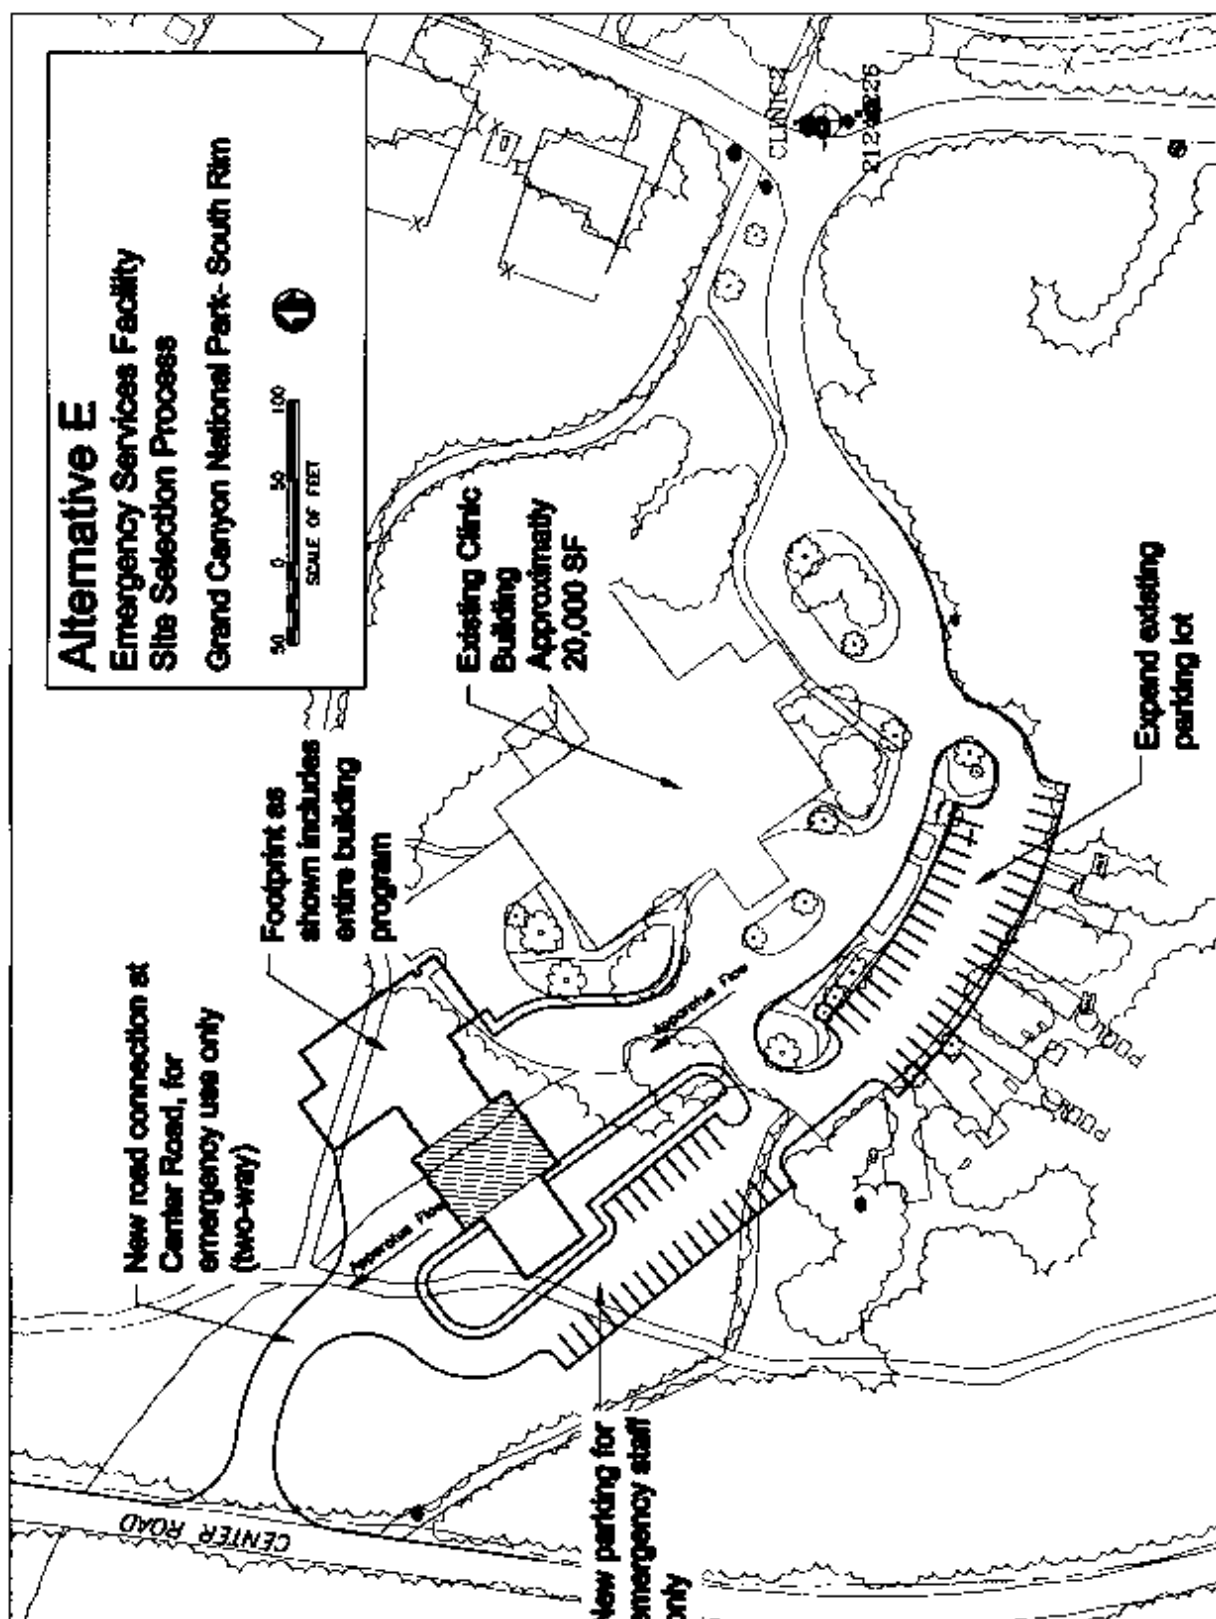 Alternative E
Emergency Services Facility
Site Selection Process
Grand Canyon National Park- South Rim
50 0 50 100
SCALE OF FEET
New road connection at
Center Road, for
emergency use only
(two-way)
Footprint as
shown includes
entire building
program
Existing Clinic
Building
Approximatly
20,000 SF
Expand existing
parking lot
New parking for
emergency staff
only
Apparatus Flow
Apparatus Flow
CENTER ROAD
CLINIC2